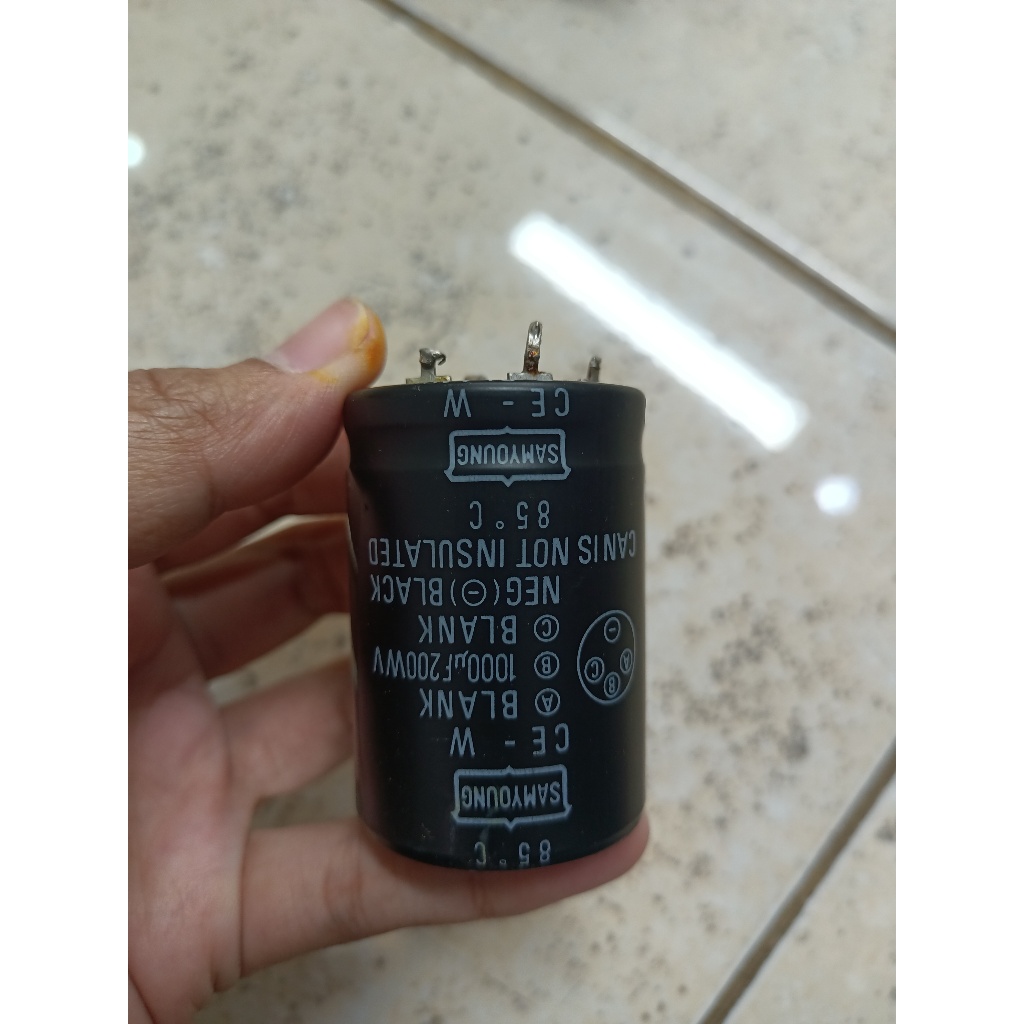 85°C
SAMYOUNG
CE - W
Ⓐ BLANK
Ⓑ 1000µF200WV
Ⓒ BLANK
NEG(⊖)BLACK
CAN IS NOT INSULATED
85°C
SAMYOUNG
CE - W
B
A C
⊖